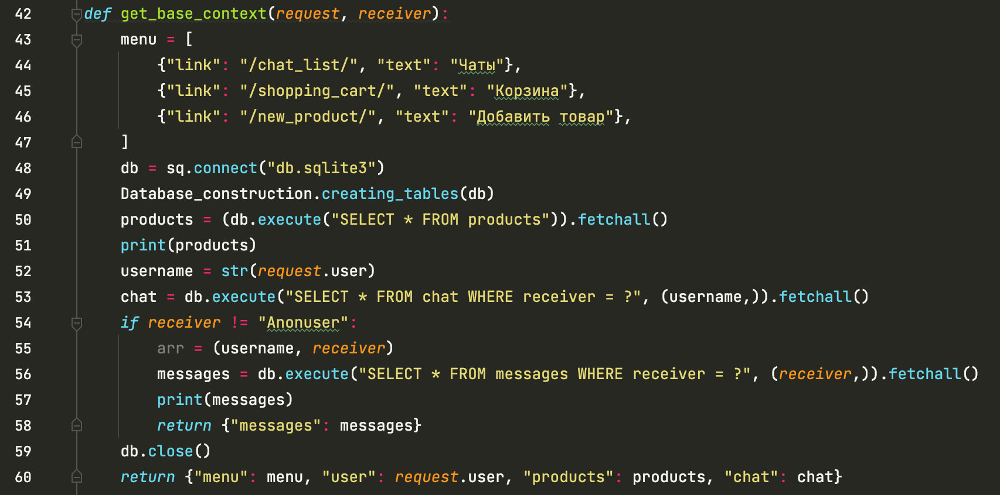 42 def get_base_context(request, receiver):
43     menu = [
44         {"link": "/chat_list/", "text": "Чаты"},
45         {"link": "/shopping_cart/", "text": "Корзина"},
46         {"link": "/new_product/", "text": "Добавить товар"},
47     ]
48     db = sq.connect("db.sqlite3")
49     Database_construction.creating_tables(db)
50     products = (db.execute("SELECT * FROM products")).fetchall()
51     print(products)
52     username = str(request.user)
53     chat = db.execute("SELECT * FROM chat WHERE receiver = ?", (username,)).fetchall()
54     if receiver != "Anonuser":
55         arr = (username, receiver)
56         messages = db.execute("SELECT * FROM messages WHERE receiver = ?", (receiver,)).fetchall()
57         print(messages)
58         return {"messages": messages}
59     db.close()
60     return {"menu": menu, "user": request.user, "products": products, "chat": chat}